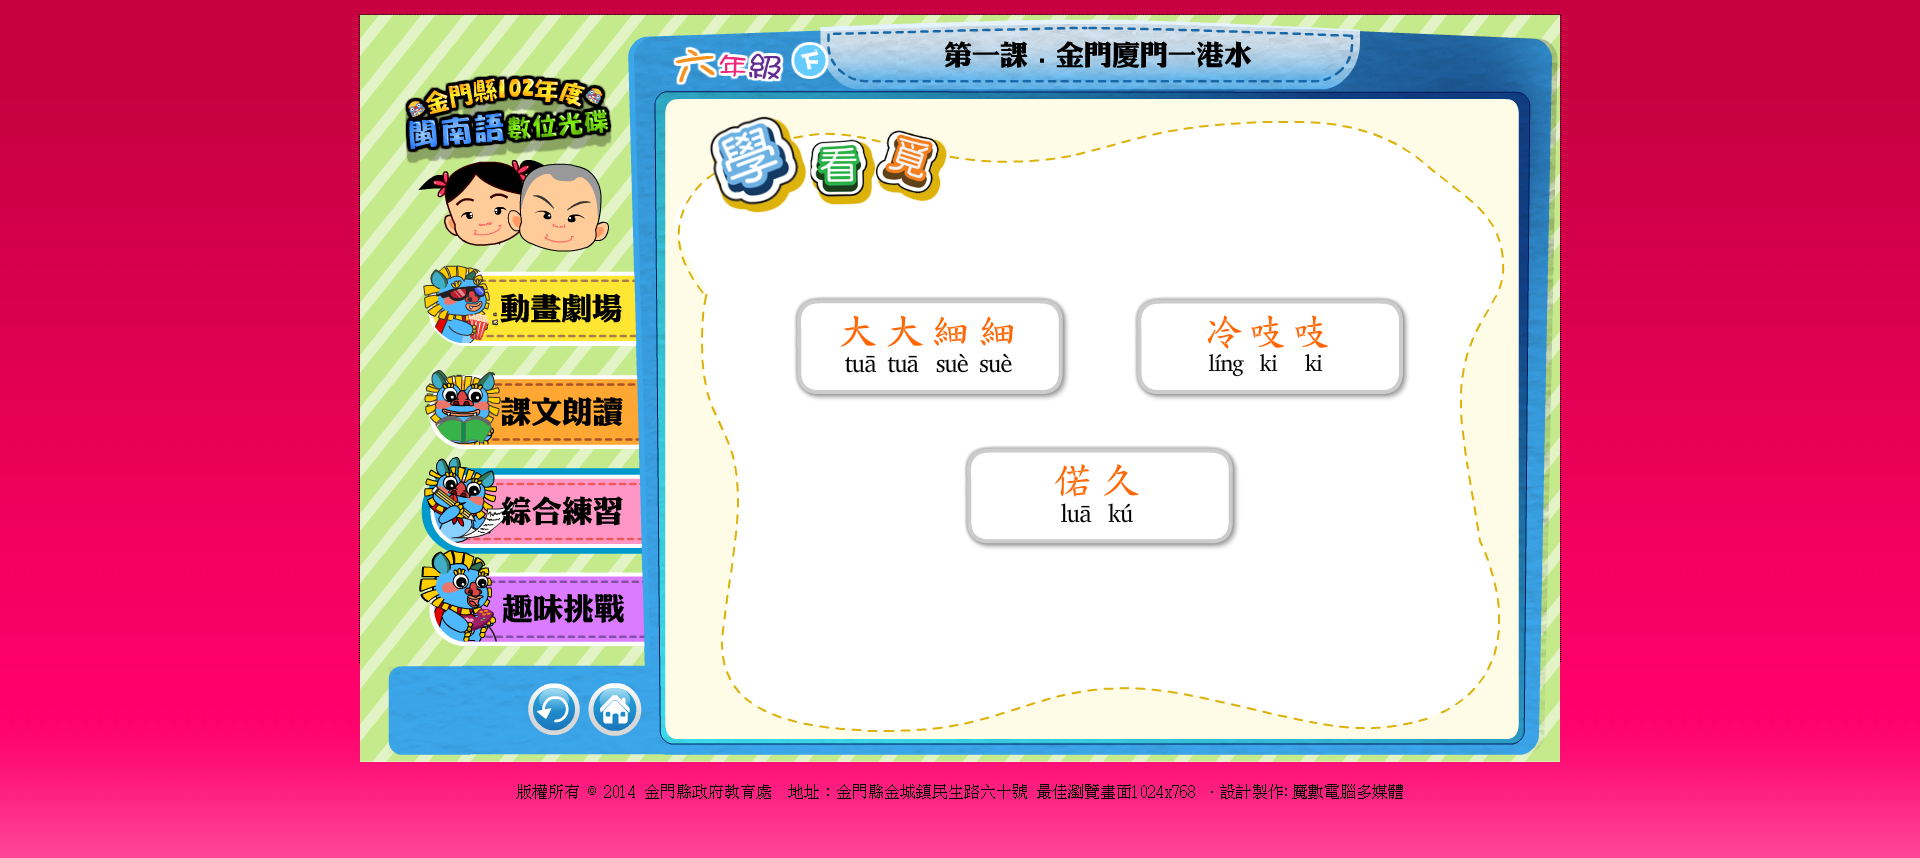 六年級 下
第一課．金門廈門一港水
金門縣102年度
閩南語數位光碟
學看覓
動畫劇場
課文朗讀
綜合練習
趣味挑戰
大大細細
tuā tuā suè suè
冷吱吱
líng ki ki
偌久
luā kú
版權所有 © 2014 金門縣政府教育處 地址：金門縣金城鎮民生路六十號 最佳瀏覽畫面1024x768 ‧設計製作:魔數電腦多媒體